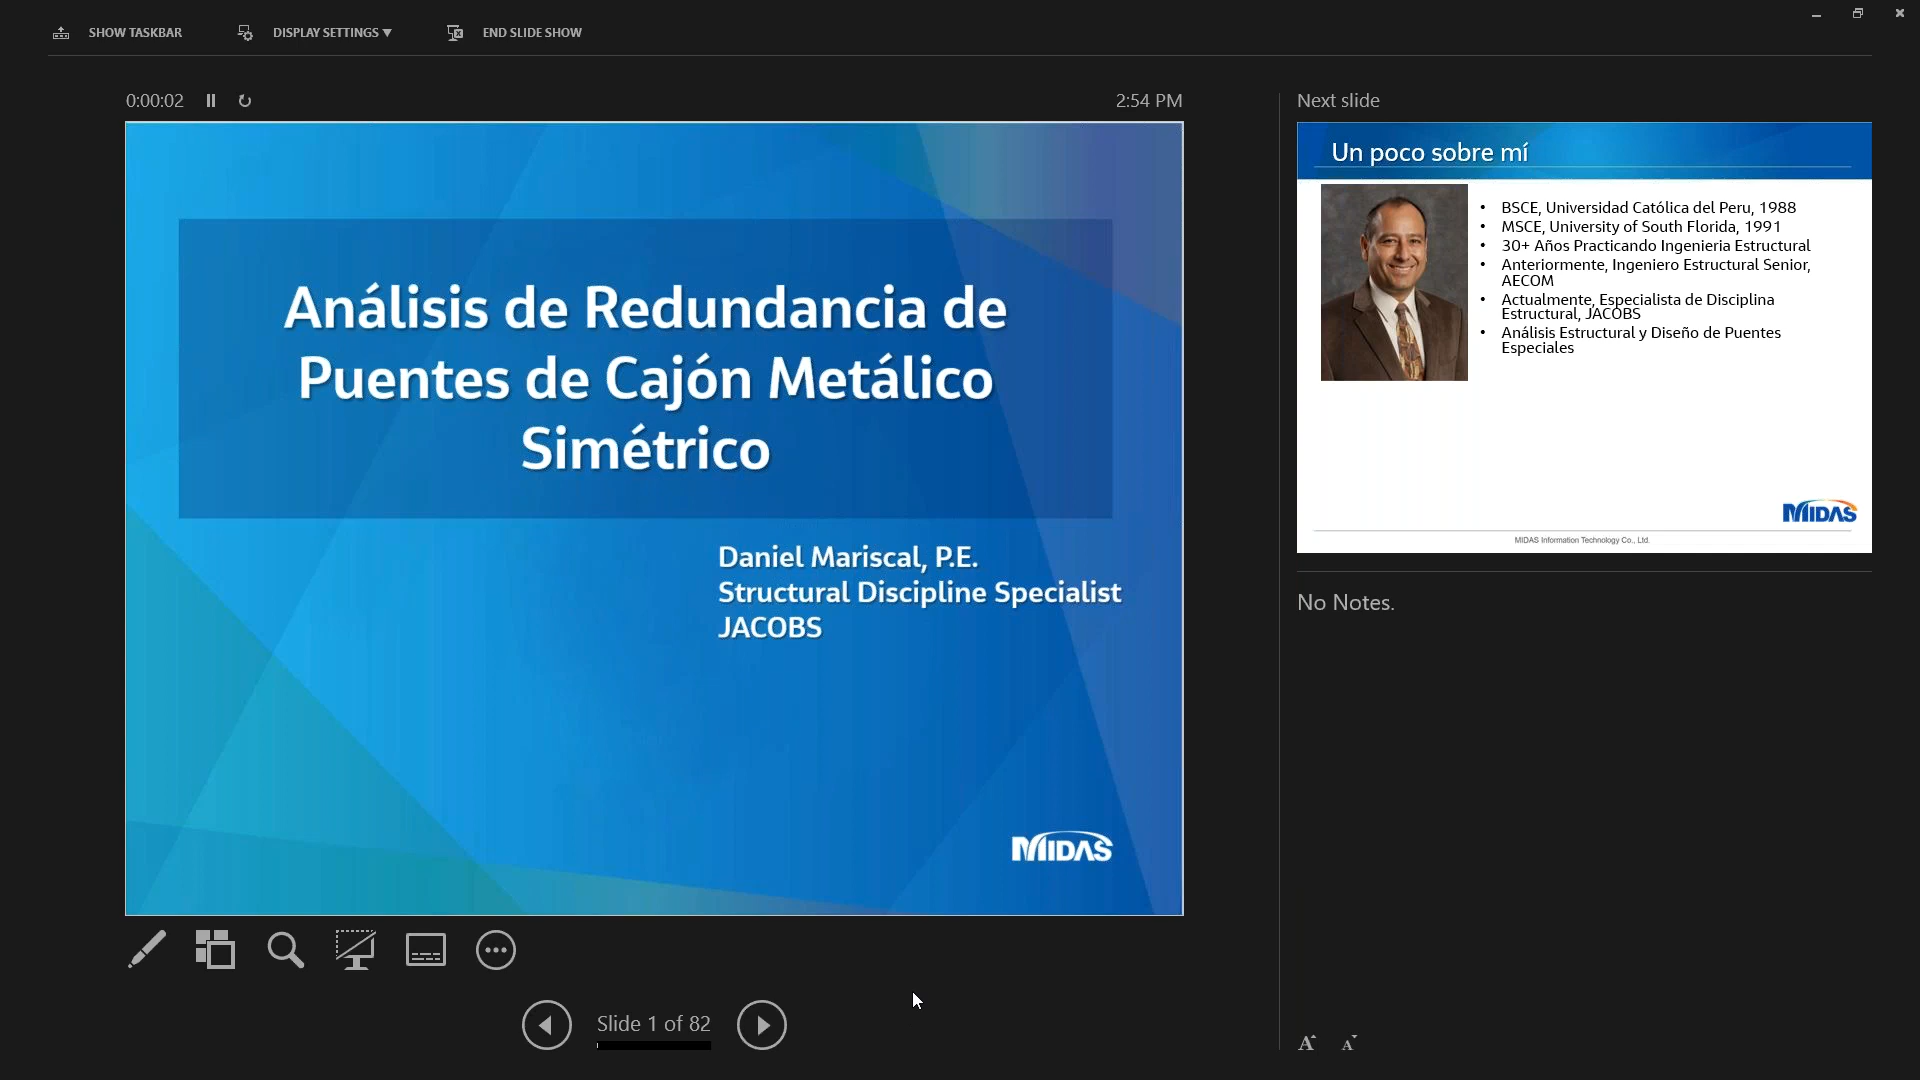 SHOW TASKBAR
DISPLAY SETTINGS ▼
END SLIDE SHOW
0:00:02
2:54 PM
Análisis de Redundancia de
Puentes de Cajón Metálico
Simétrico
Daniel Mariscal, P.E.
Structural Discipline Specialist
JACOBS
MIDAS
Slide 1 of 82
Next slide
Un poco sobre mí
• BSCE, Universidad Católica del Peru, 1988
• MSCE, University of South Florida, 1991
• 30+ Años Practicando Ingenieria Estructural
• Anteriormente, Ingeniero Estructural Senior,
AECOM
• Actualmente, Especialista de Disciplina
Estructural, JACOBS
• Análisis Estructural y Diseño de Puentes
Especiales
MIDAS
MIDAS Information Technology Co., Ltd.
No Notes.
A A